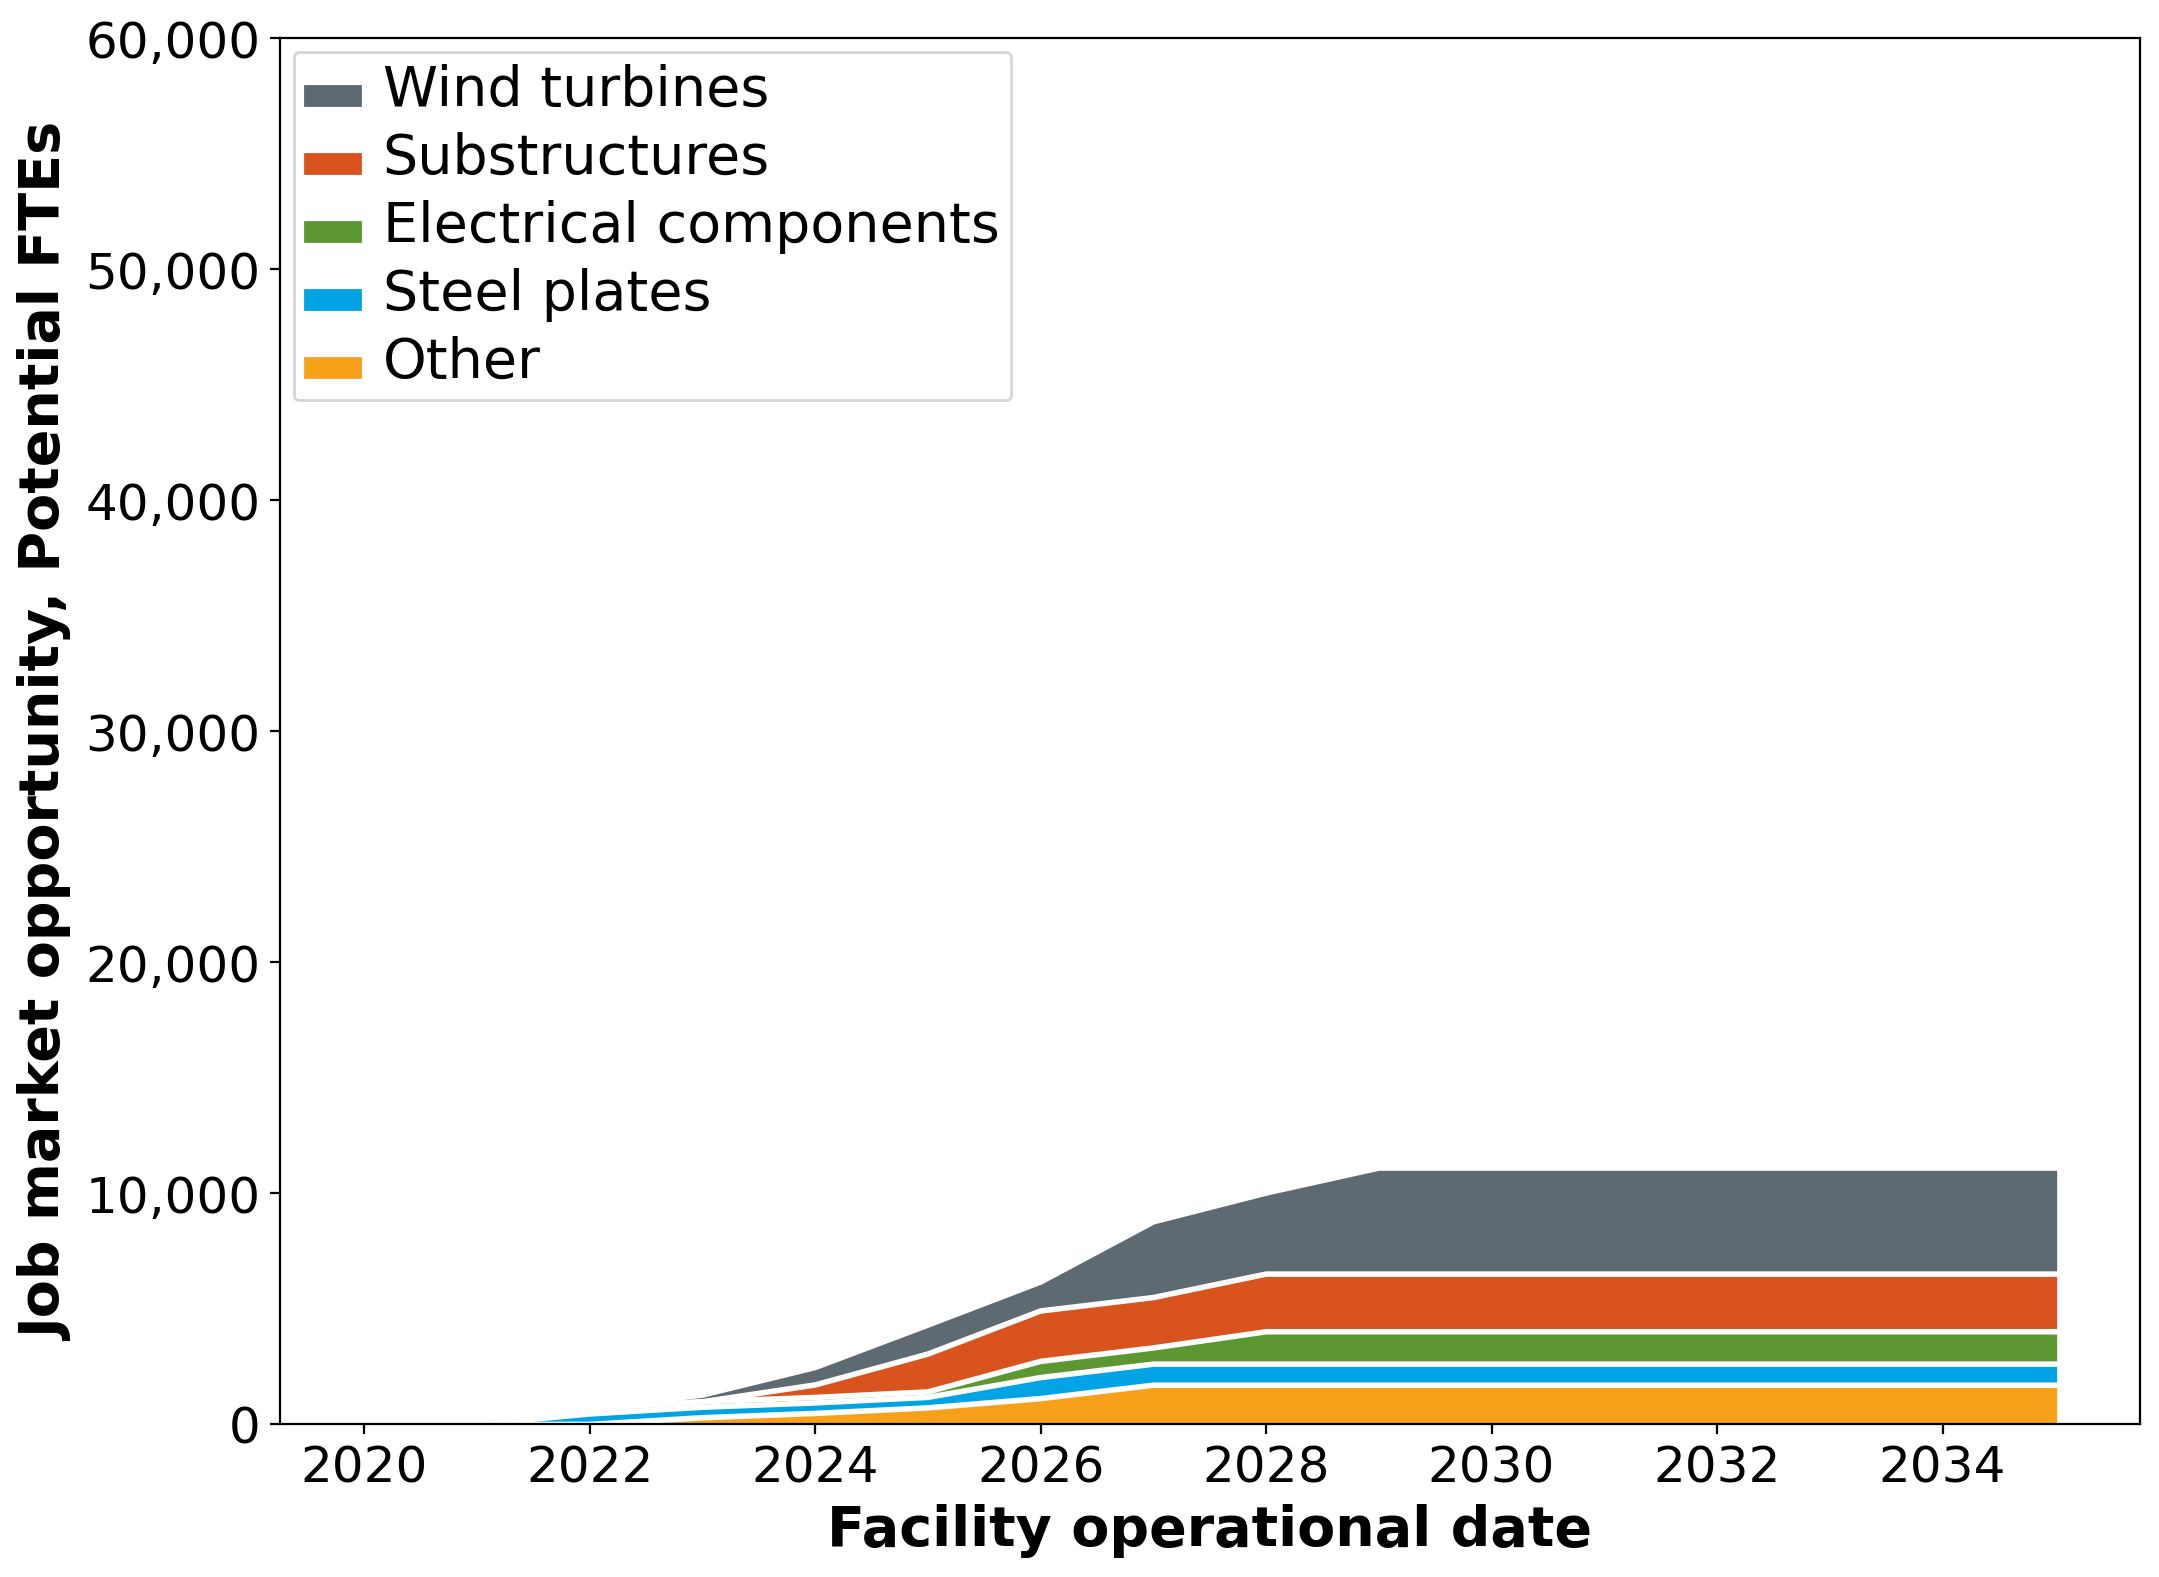 60,000
50,000
40,000
30,000
20,000
10,000
0
Job market opportunity, Potential FTEs
Wind turbines
Substructures
Electrical components
Steel plates
Other
2020 2022 2024 2026 2028 2030 2032 2034
Facility operational date